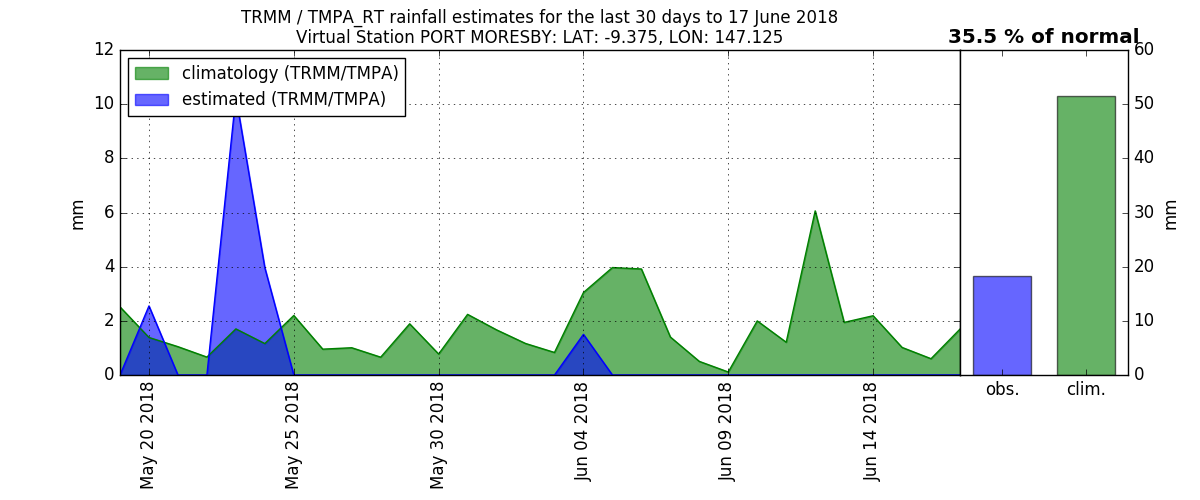 TRMM / TMPA_RT rainfall estimates for the last 30 days to 17 June 2018
Virtual Station PORT MORESBY: LAT: -9.375, LON: 147.125
35.5 % of normal
climatology (TRMM/TMPA)
estimated (TRMM/TMPA)
mm
12
10
8
6
4
2
0
May 20 2018
May 25 2018
May 30 2018
Jun 04 2018
Jun 09 2018
Jun 14 2018
obs.
clim.
60
50
40
30
20
10
0
mm